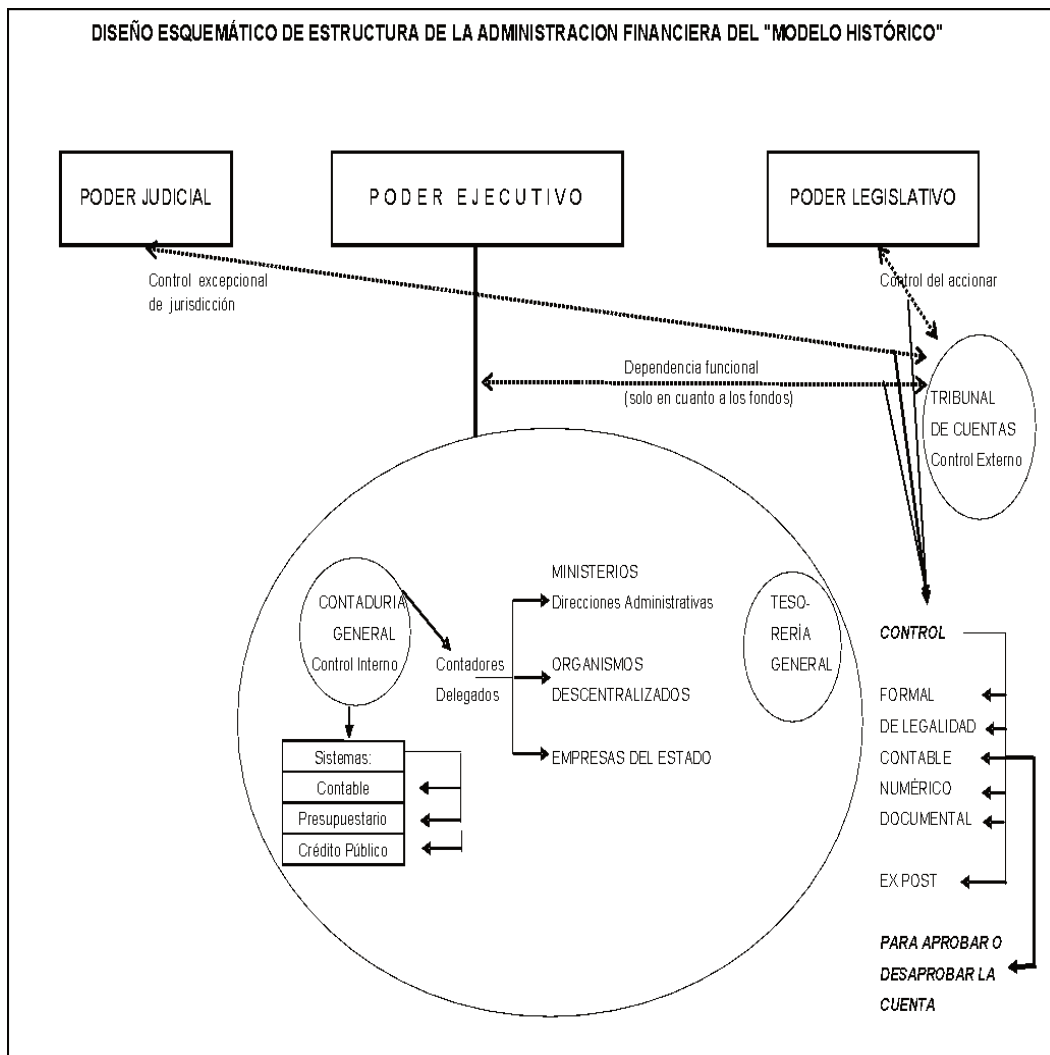 DISEÑO ESQUEMÁTICO DE ESTRUCTURA DE LA ADMINISTRACION FINANCIERA DEL "MODELO HISTÓRICO"
PODER JUDICIAL
PODER EJECUTIVO
PODER LEGISLATIVO
Control excepcional
de jurisdicción
Control del accionar
Dependencia funcional
(solo en cuanto a los fondos)
TRIBUNAL
DE CUENTAS
Control Externo
CONTADURIA
GENERAL
Control Interno
Contadores
Delegados
MINISTERIOS
Direcciones Administrativas
ORGANISMOS
DESCENTRALIZADOS
EMPRESAS DEL ESTADO
TESO-
RERÍA
GENERAL
Sistemas:
Contable
Presupuestario
Crédito Público
CONTROL
FORMAL
DE LEGALIDAD
CONTABLE
NUMÉRICO
DOCUMENTAL
EX POST
PARA APROBAR O
DESAPROBAR LA
CUENTA